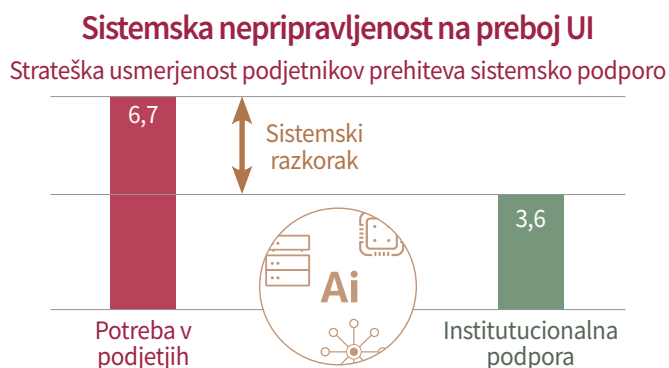 Sistemska nepripravljenost na preboj UI
Strateška usmerjenost podjetnikov prehiteva sistemsko podporo
6,7
Sistemski
razkorak
3,6
Ai
Potreba v
podjetjih
Institutucionalna
podpora